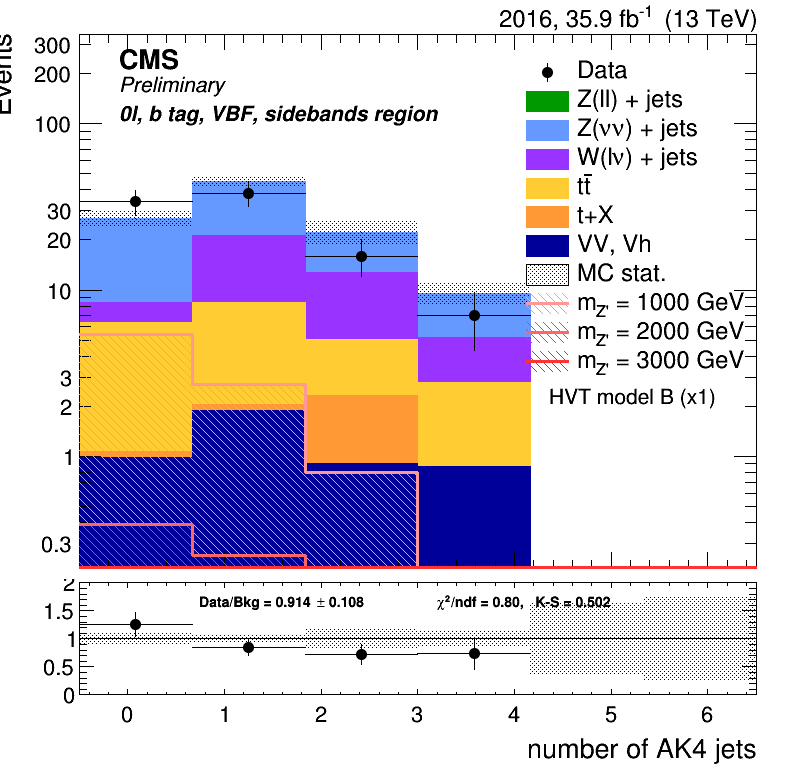 2016, 35.9 fb⁻¹ (13 TeV)
Events
300
200
100
30
20
10
3
2
1
0.3
CMS
Preliminary
0l, b tag, VBF, sidebands region
Data
Z(ll) + jets
Z(νν) + jets
W(lν) + jets
tt̄
t+X
VV, Vh
MC stat.
m_Z' = 1000 GeV
m_Z' = 2000 GeV
m_Z' = 3000 GeV
HVT model B (x1)
2
1.5
1
0.5
0
Data/Bkg = 0.914 ± 0.108
χ²/ndf = 0.80, K-S = 0.502
0 1 2 3 4 5 6
number of AK4 jets